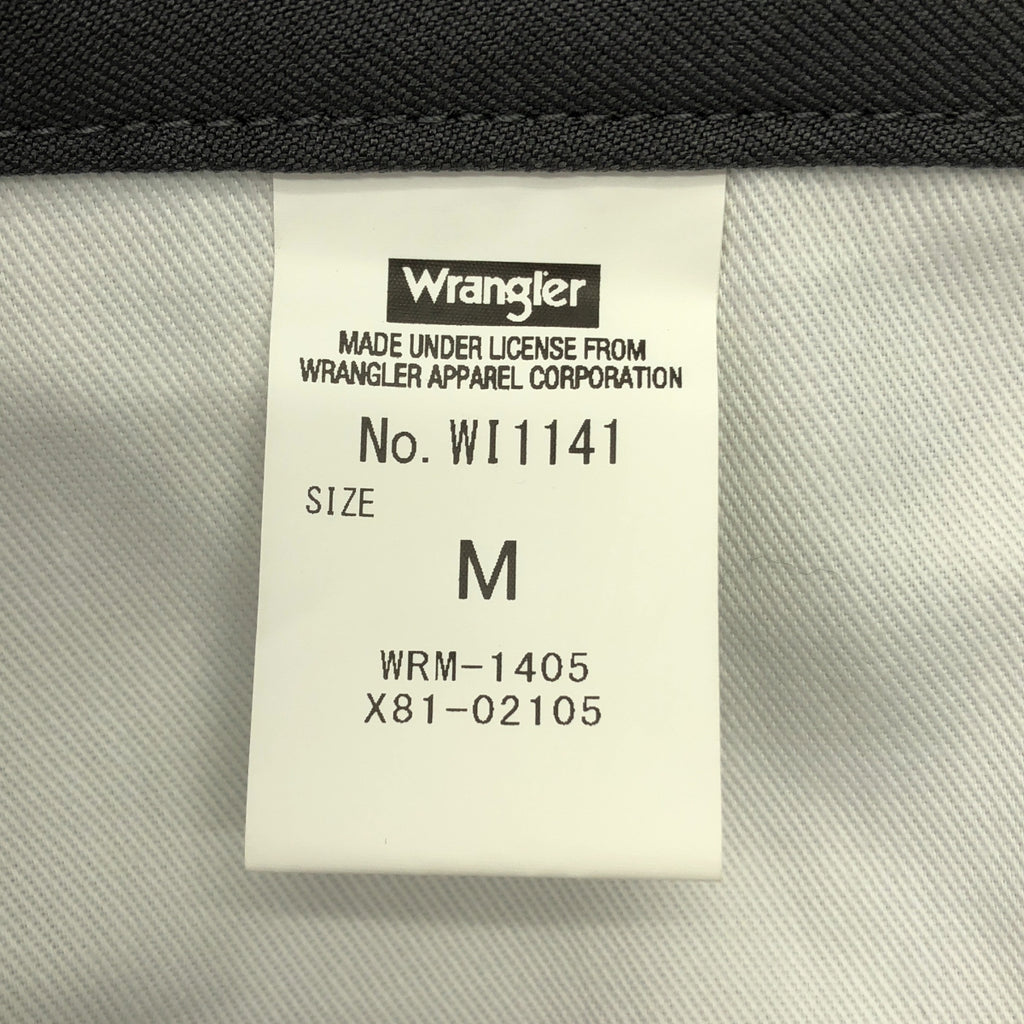 Wrangler
MADE UNDER LICENSE FROM
WRANGLER APPAREL CORPORATION
No. WI1141
SIZE
M
WRM-1405
X81-02105